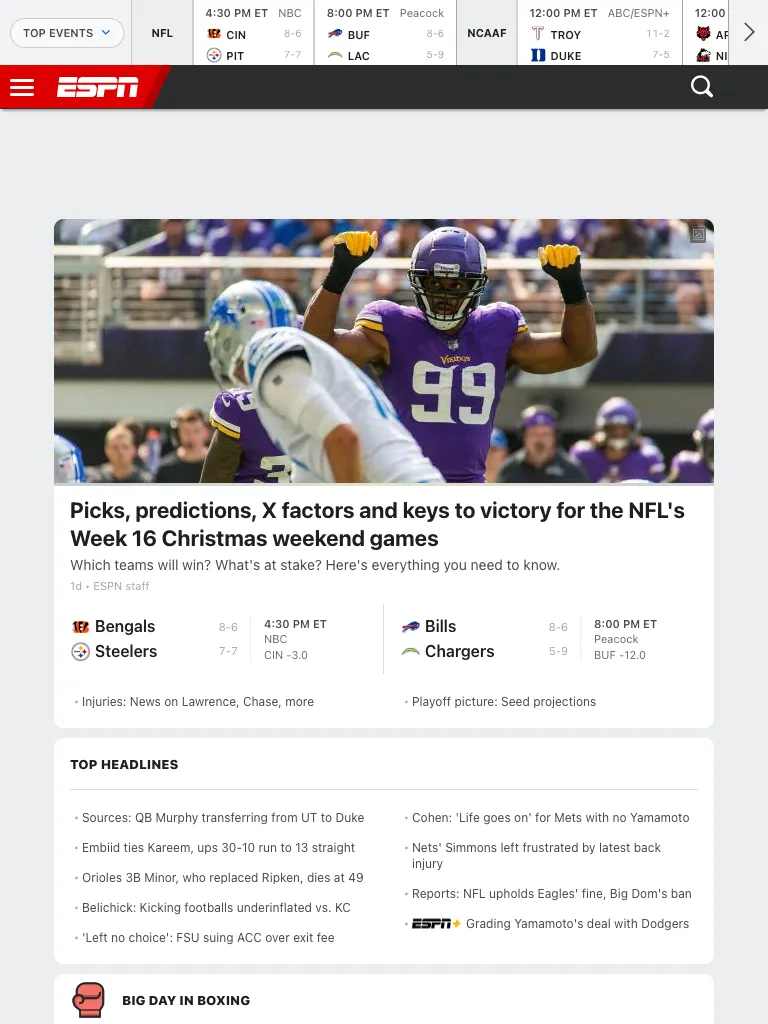 TOP EVENTS
NFL
4:30 PM ET NBC
CIN 8-6
PIT 7-7
8:00 PM ET Peacock
BUF 8-6
LAC 5-9
NCAAF
12:00 PM ET ABC/ESPN+
TROY 11-2
DUKE 7-5
12:00
ESPN
VIKINGS
99
Picks, predictions, X factors and keys to victory for the NFL's
Week 16 Christmas weekend games
Which teams will win? What's at stake? Here's everything you need to know.
1d • ESPN staff
Bengals 8-6
Steelers 7-7
4:30 PM ET
NBC
CIN -3.0
Bills 8-6
Chargers 5-9
8:00 PM ET
Peacock
BUF -12.0
Injuries: News on Lawrence, Chase, more
Playoff picture: Seed projections
TOP HEADLINES
Sources: QB Murphy transferring from UT to Duke
Embiid ties Kareem, ups 30-10 run to 13 straight
Orioles 3B Minor, who replaced Ripken, dies at 49
Belichick: Kicking footballs underinflated vs. KC
'Left no choice': FSU suing ACC over exit fee
Cohen: 'Life goes on' for Mets with no Yamamoto
Nets' Simmons left frustrated by latest back
injury
Reports: NFL upholds Eagles' fine, Big Dom's ban
ESPN+ Grading Yamamoto's deal with Dodgers
BIG DAY IN BOXING